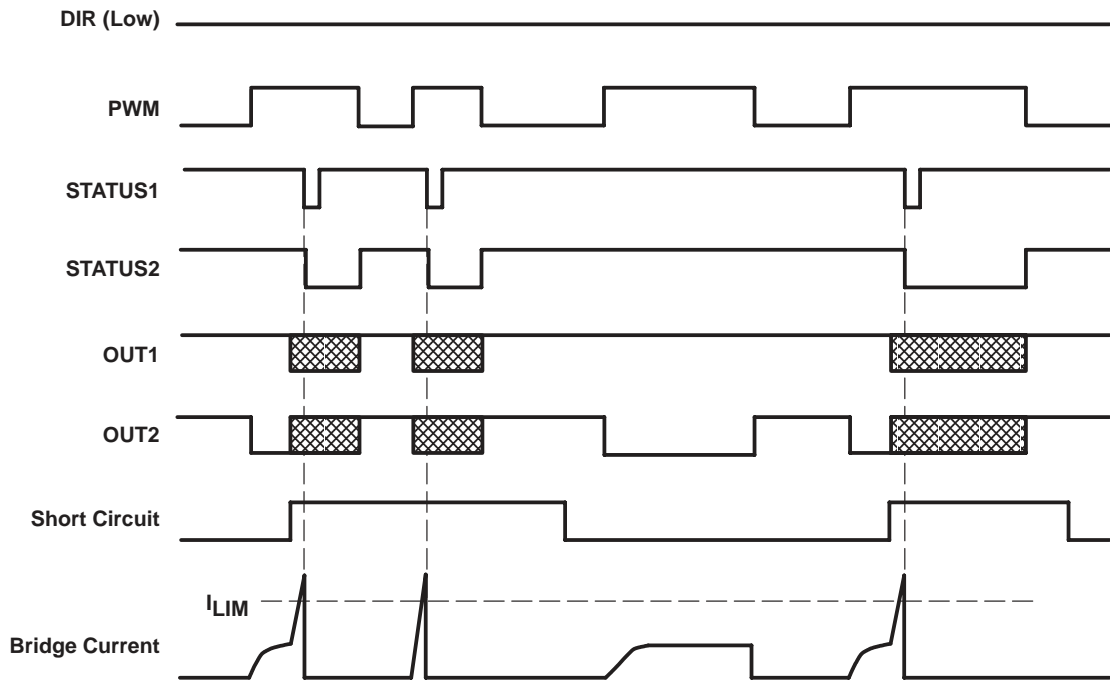 DIR (Low)
PWM
STATUS1
STATUS2
OUT1
OUT2
Short Circuit
ILIM
Bridge Current